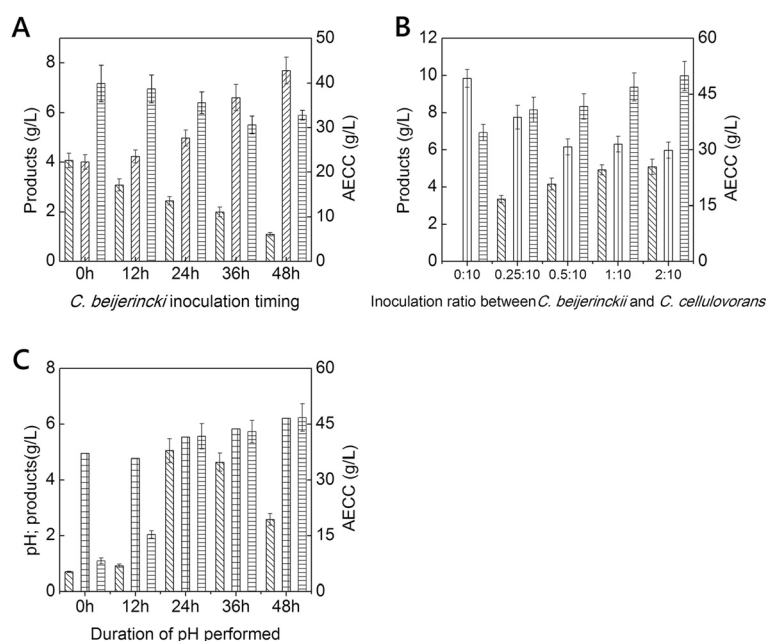 A
Products (g/L)
0
2
4
6
8
0h
12h
24h
36h
48h
0
10
20
30
40
50
AECC (g/L)
C. beijerincki inoculation timing
B
Products (g/L)
0
2
4
6
8
10
12
0:10
0.25:10
0.5:10
1:10
2:10
0
15
30
45
60
AECC (g/L)
Inoculation ratio between C. beijerinckii and C. cellulovorans
C
pH; products(g/L)
0
2
4
6
8
0h
12h
24h
36h
48h
0
15
30
45
60
AECC (g/L)
Duration of pH performed